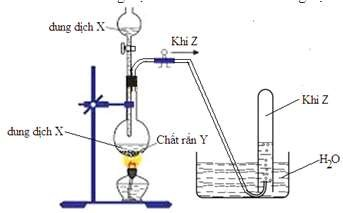 dung dịch X
Khí Z
Khí Z
dung dịch X
Chất rắn Y
H2O